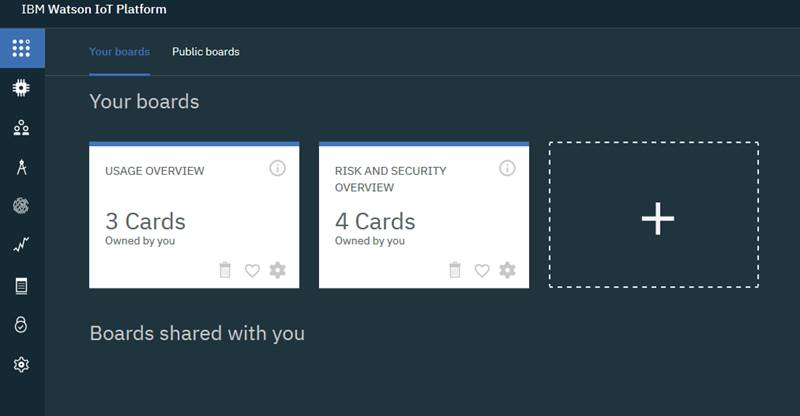 IBM Watson IoT Platform
Your boards
Public boards
Your boards
USAGE OVERVIEW
3 Cards
Owned by you
RISK AND SECURITY
OVERVIEW
4 Cards
Owned by you
Boards shared with you